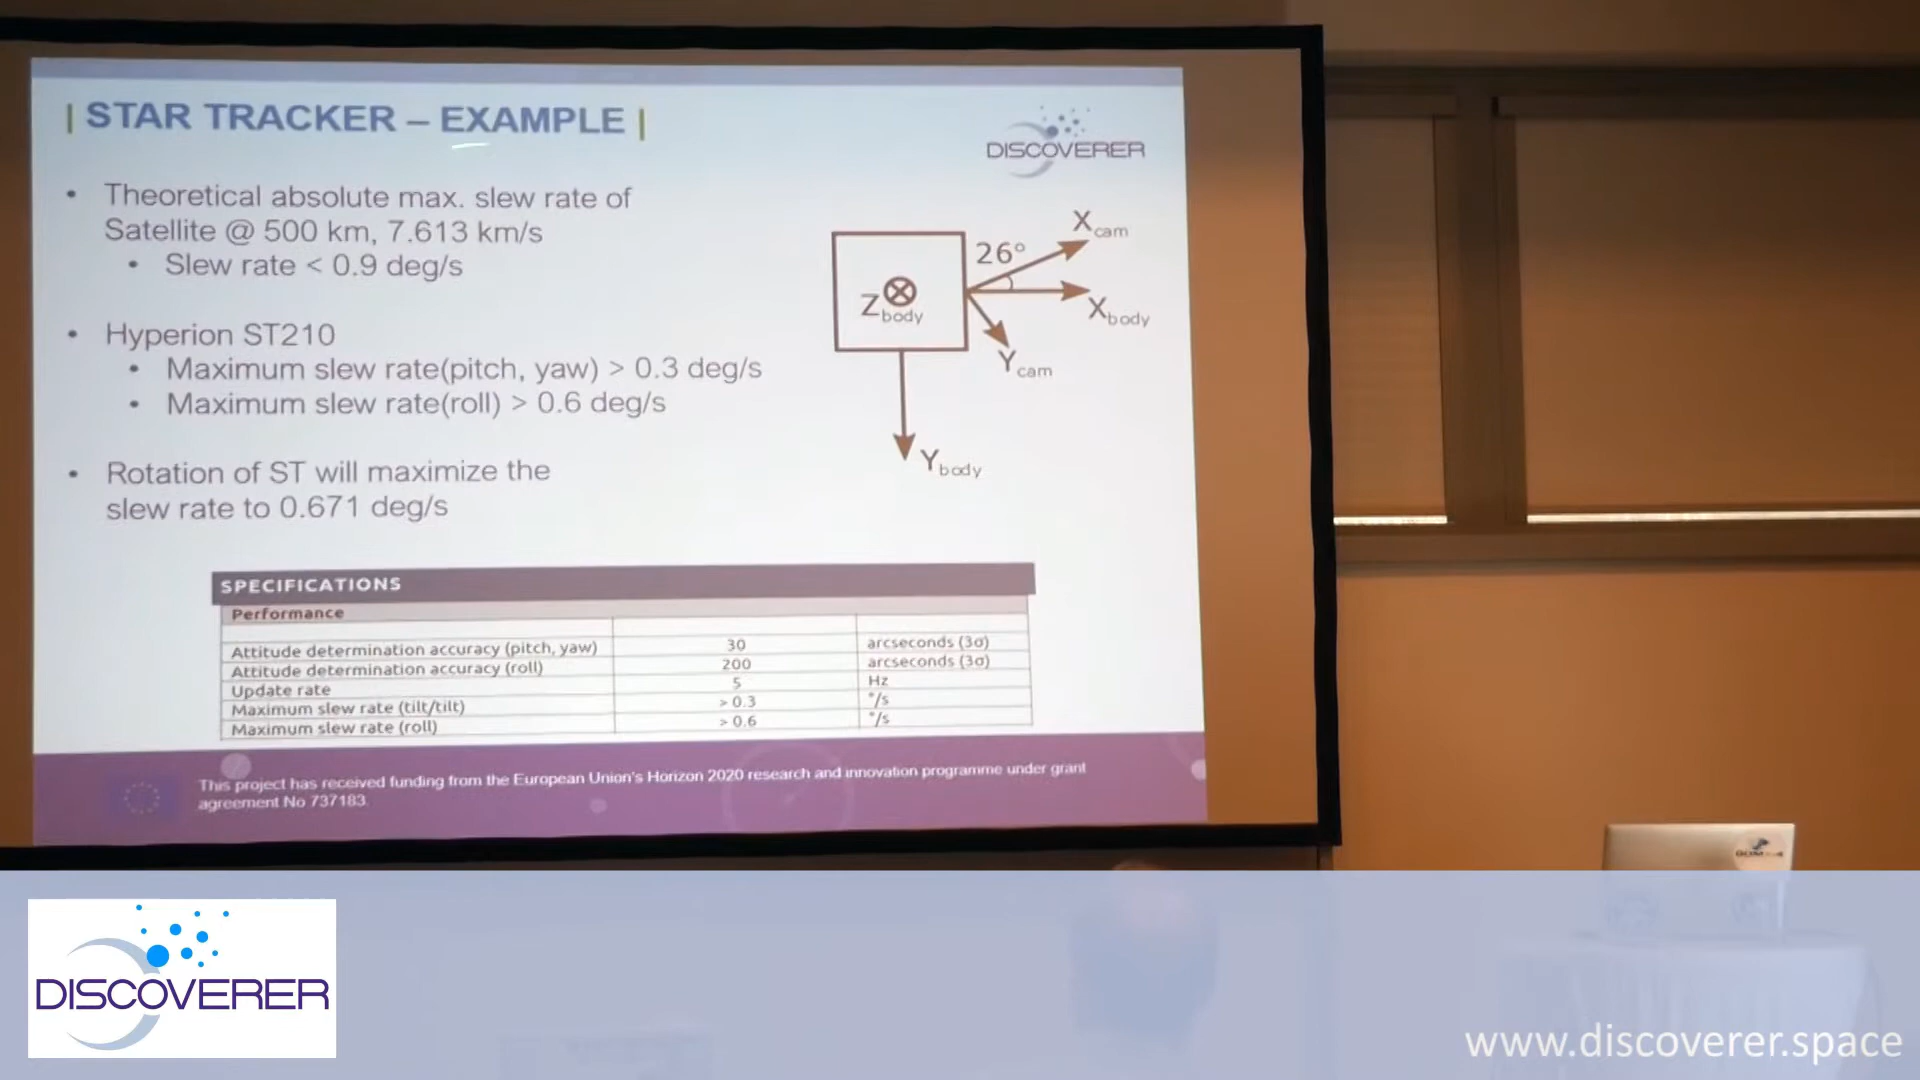 | STAR TRACKER – EXAMPLE |
DISCOVERER
• Theoretical absolute max. slew rate of
Satellite @ 500 km, 7.613 km/s
• Slew rate < 0.9 deg/s
• Hyperion ST210
• Maximum slew rate(pitch, yaw) > 0.3 deg/s
• Maximum slew rate(roll) > 0.6 deg/s
• Rotation of ST will maximize the
slew rate to 0.671 deg/s
Xcam
26°
Zbody
Xbody
Ycam
Ybody
SPECIFICATIONS
Performance
Attitude determination accuracy (pitch, yaw) 30 arcseconds (3σ)
Attitude determination accuracy (roll) 200 arcseconds (3σ)
Update rate 5 Hz
Maximum slew rate (tilt/tilt) > 0.3 °/s
Maximum slew rate (roll) > 0.6 °/s
This project has received funding from the European Union's Horizon 2020 research and innovation programme under grant
agreement No 737183.
DISCOVERER
www.discoverer.space